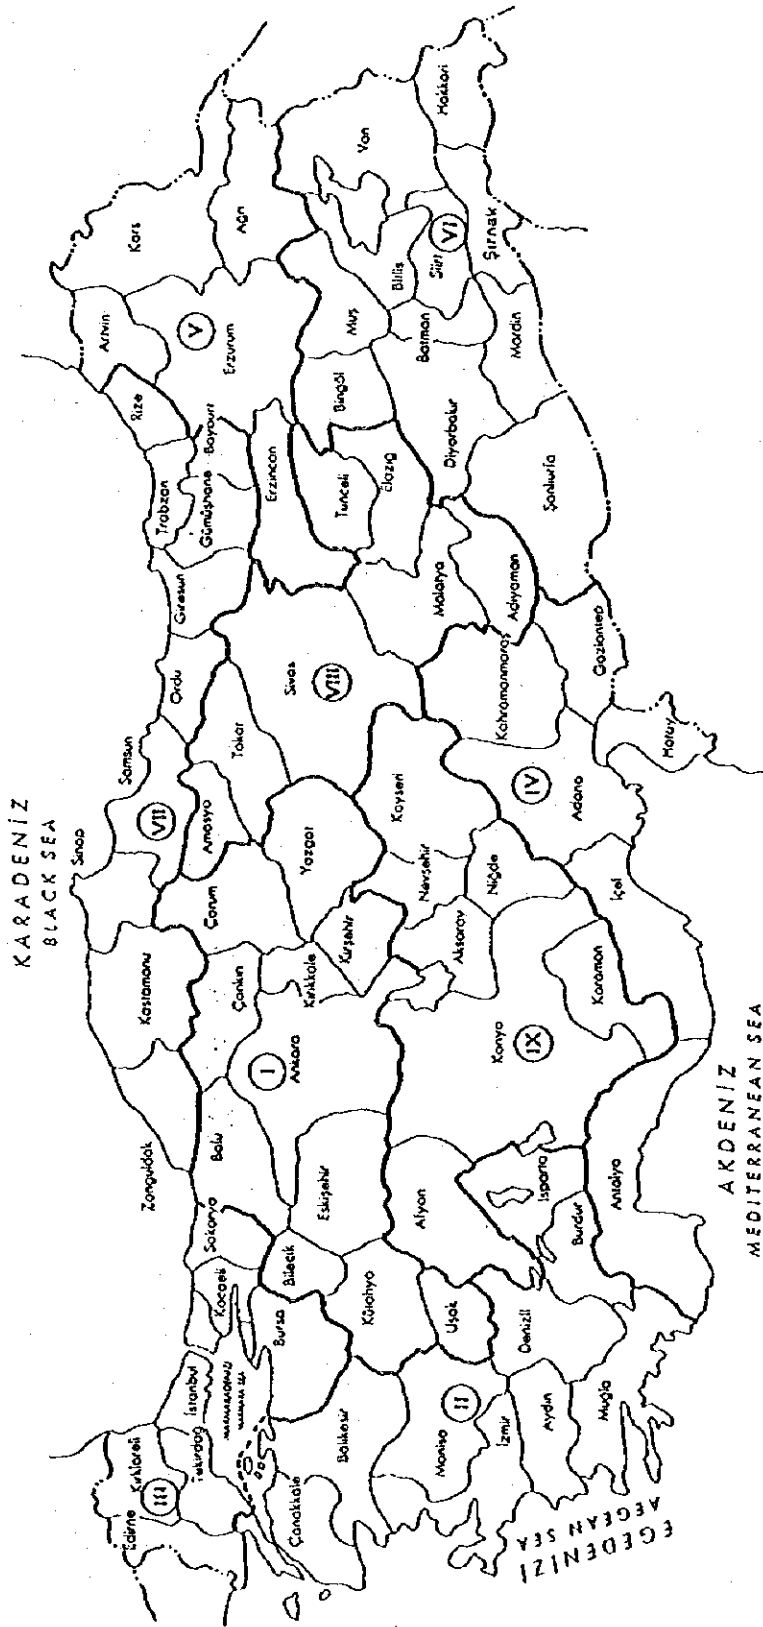 KARADENİZ
BLACK SEA
Edirne
Kırklareli
III
Tekirdağ
İstanbul
Kocaeli
Sakarya
Zonguldak
Bolu
Kastamonu
Çankırı
Sinop
Samsun
VII
Amasya
Çorum
Tokat
Ordu
Giresun
Trabzon
Gümüşhane
Bayburt
Rize
Artvin
Kars
Ağrı
V
Erzurum
Erzincan
Çanakkale
Balıkesir
Bursa
Bilecik
Eskişehir
Kütahya
I
Ankara
Kırıkkale
Kırşehir
Yozgat
Sivas
VIII
Tunceli
Elazığ
Bingöl
Muş
Bitlis
Van
Manisa
II
İzmir
Uşak
Afyon
Aydın
Denizli
Muğla
Burdur
Isparta
Antalya
Konya
IX
Karaman
Aksaray
Nevşehir
Niğde
Kayseri
İçel
Adana
IV
Kahramanmaraş
Malatya
Adıyaman
Gaziantep
Hatay
Şanlıurfa
Diyarbakır
Batman
Mardin
Siirt
VI
Şırnak
Hakkari
EGEDENİZİ
AEGEAN SEA
AKDENİZ
MEDITERRANEAN SEA